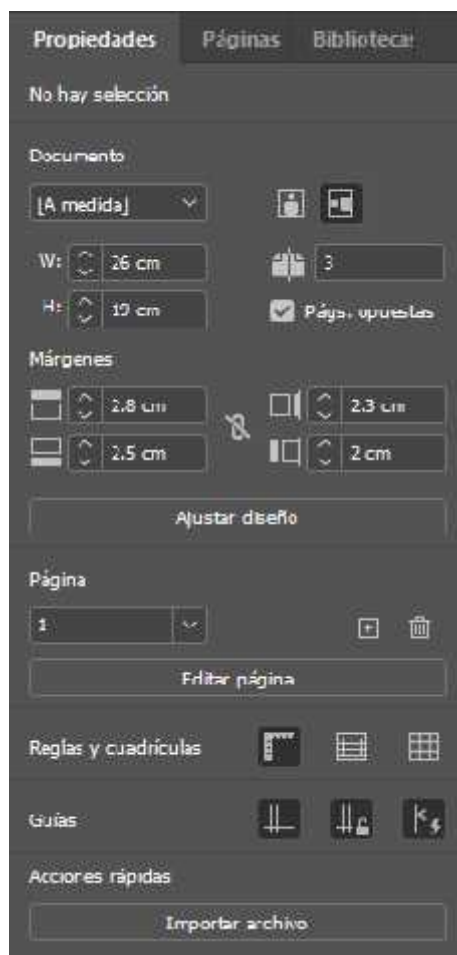 Propiedades Páginas Bibliotecas
No hay selección
Documento
[A medida]
W: 26 cm 3
H: 19 cm Págs. opuestas
Márgenes
2.8 cm 2.3 cm
2.5 cm 2 cm
Ajustar diseño
Página
1
Editar página
Reglas y cuadrículas
Guías
Acciones rápidas
Importar archivo